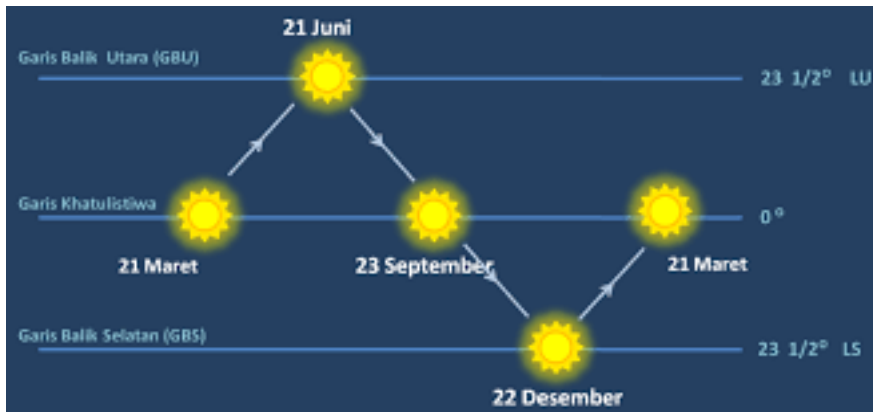 21 Juni
Garis Balik Utara (GBU)
23 1/2° LU
Garis Khatulistiwa
0°
21 Maret
23 September
21 Maret
Garis Balik Selatan (GBS)
23 1/2° LS
22 Desember